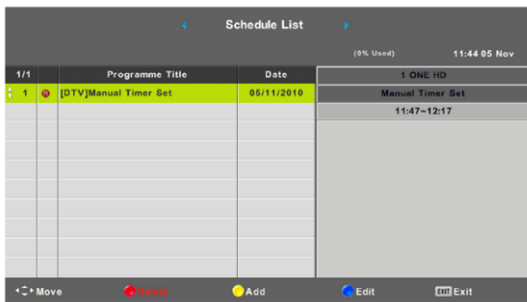 Schedule List
(0% Used) 11:44 05 Nov
1/1 Programme Title Date 1 ONE HD
1 R [DTV]Manual Timer Set 05/11/2010 Manual Timer Set
11:47~12:17
Move Delete Add Edit EXIT Exit